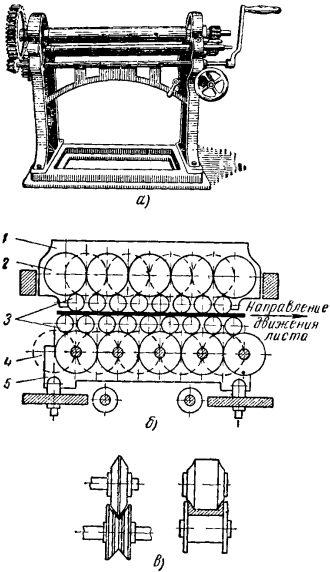 а)
1
2
3
4
5
Направление
движения
листа
б)
в)